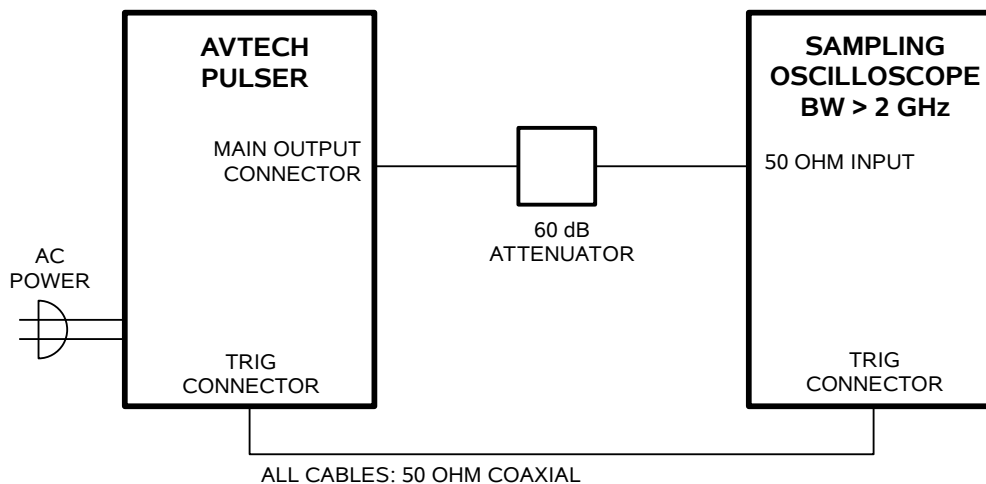 AVTECH
PULSER
MAIN OUTPUT
CONNECTOR
AC
POWER
TRIG
CONNECTOR
60 dB
ATTENUATOR
SAMPLING
OSCILLOSCOPE
BW > 2 GHz
50 OHM INPUT
TRIG
CONNECTOR
ALL CABLES: 50 OHM COAXIAL